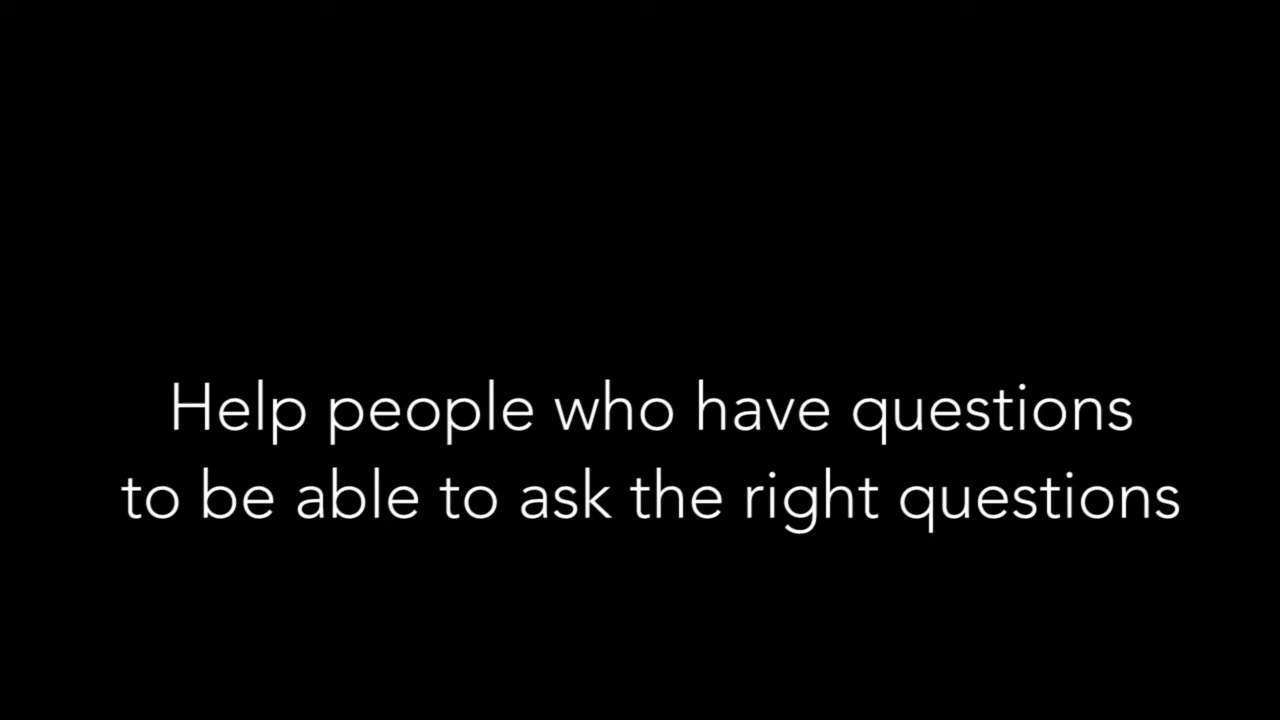 Help people who have questions
to be able to ask the right questions